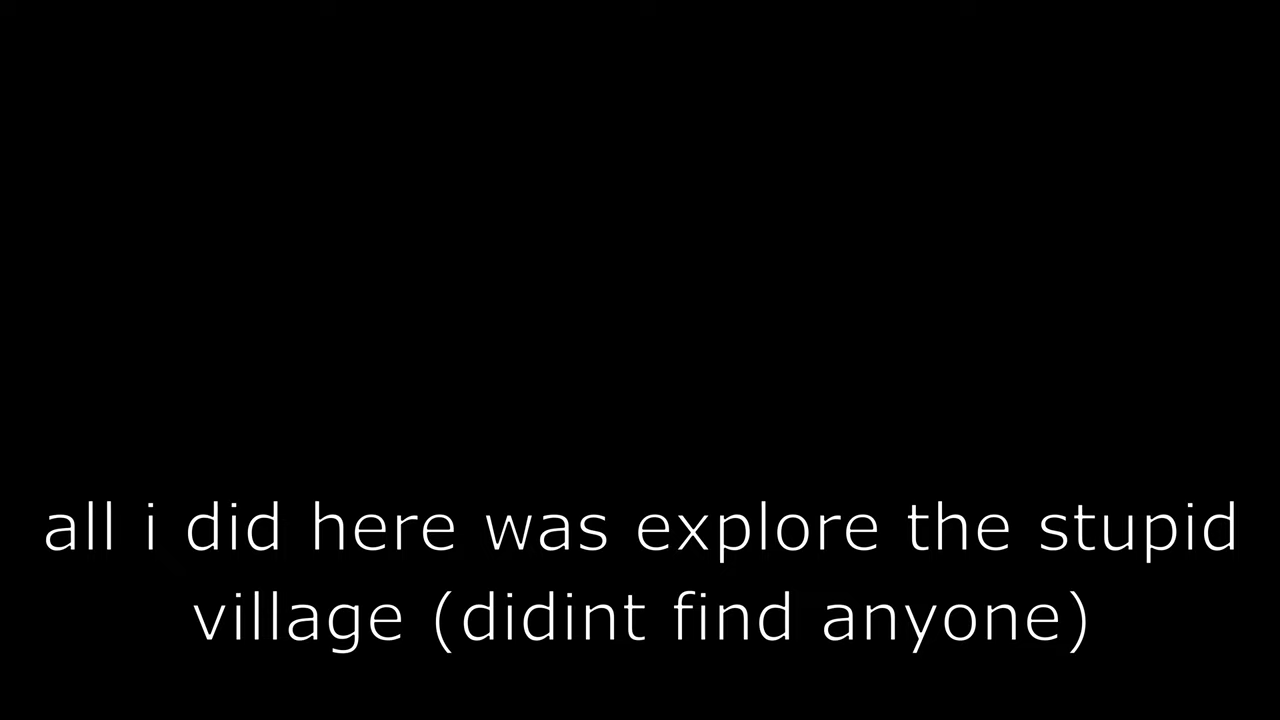 all i did here was explore the stupid
village (didint find anyone)